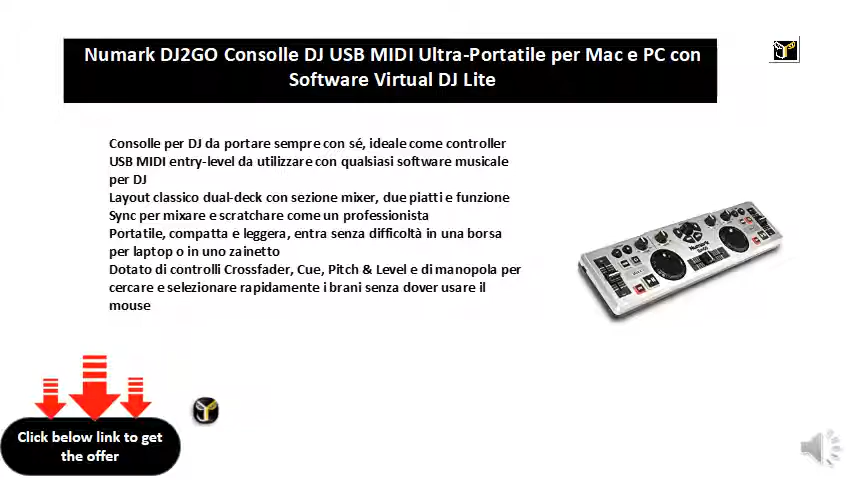 Numark DJ2GO Consolle DJ USB MIDI Ultra-Portatile per Mac e PC con
Software Virtual DJ Lite
Consolle per DJ da portare sempre con sé, ideale come controller
USB MIDI entry-level da utilizzare con qualsiasi software musicale
per DJ
Layout classico dual-deck con sezione mixer, due piatti e funzione
Sync per mixare e scratchare come un professionista
Portatile, compatta e leggera, entra senza difficoltà in una borsa
per laptop o in uno zainetto
Dotato di controlli Crossfader, Cue, Pitch & Level e di manopola per
cercare e selezionare rapidamente i brani senza dover usare il
mouse
Numark
Click below link to get
the offer